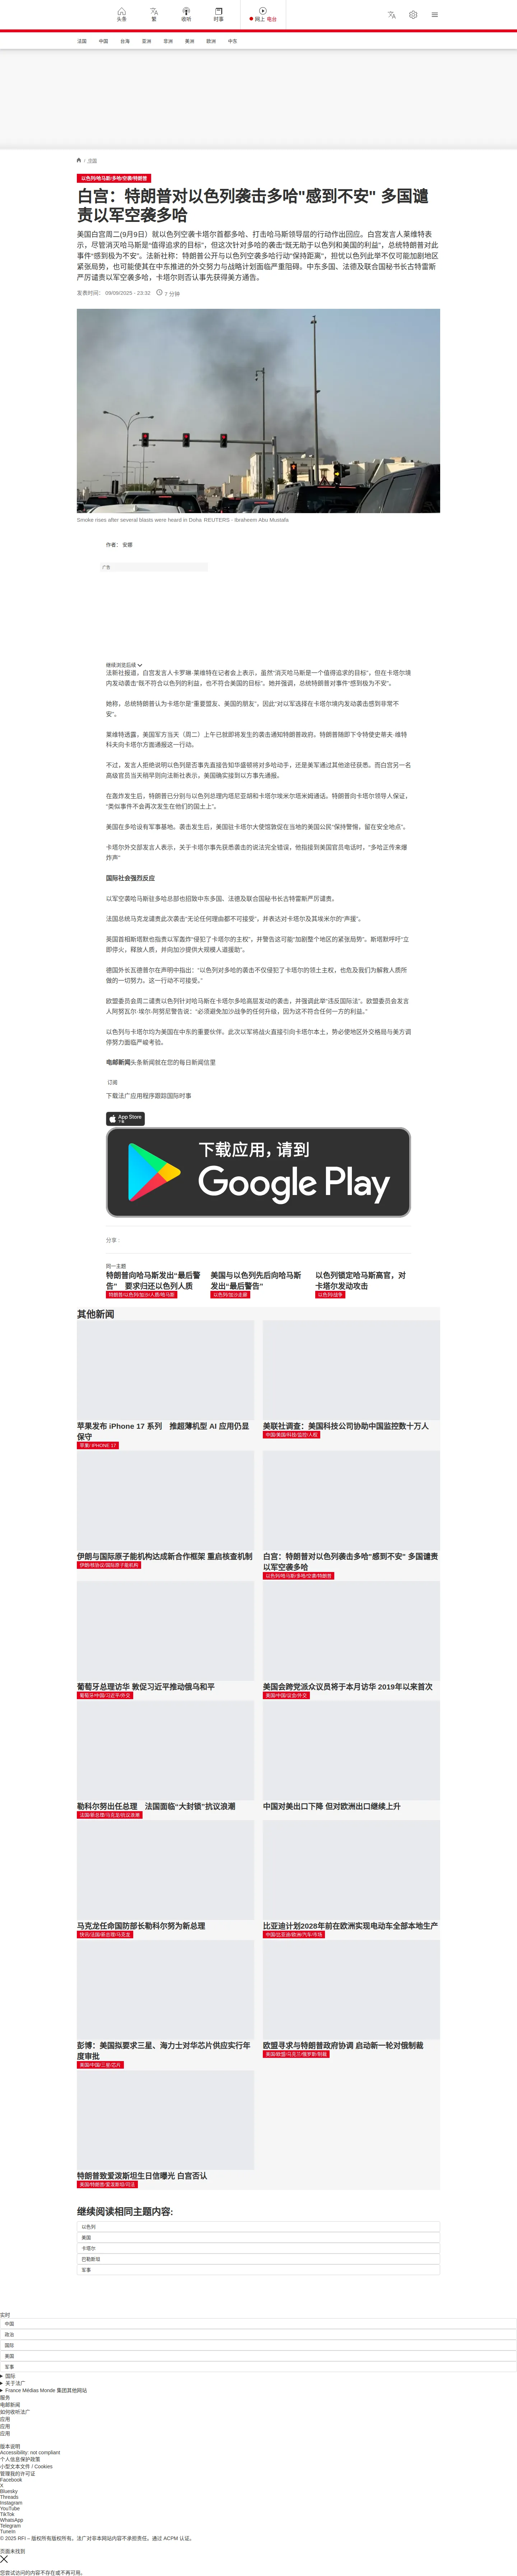 头条
繁
收听
时事
网上 电台
法国
中国
台海
亚洲
非洲
美洲
欧洲
中东
/ 中国
以色列/哈马斯/多哈/空袭/特朗普
白宫：特朗普对以色列袭击多哈"感到不安" 多国谴
责以军空袭多哈
美国白宫周二(9月9日）就以色列空袭卡塔尔首都多哈、打击哈马斯领导层的行动作出回应。白宫发言人莱维特表
示，尽管消灭哈马斯是“值得追求的目标”，但这次针对多哈的袭击“既无助于以色列和美国的利益”，总统特朗普对此
事件“感到极为不安”。法新社称：特朗普公开与以色列空袭多哈行动“保持距离”，担忧以色列此举不仅可能加剧地区
紧张局势，也可能使其在中东推进的外交努力与战略计划面临严重阻碍。中东多国、法德及联合国秘书长古特雷斯
严厉谴责以军空袭多哈，卡塔尔则否认事先获得美方通告。
发表时间： 09/09/2025 - 23:32
7 分钟
Smoke rises after several blasts were heard in Doha REUTERS - Ibraheem Abu Mustafa
作者： 安娜
广告
继续浏览后续
法新社报道，白宫发言人卡罗琳·莱维特在记者会上表示，虽然“消灭哈马斯是一个值得追求的目标”，但在卡塔尔境
内发动袭击“既不符合以色列的利益，也不符合美国的目标”，她并强调，总统特朗普对事件“感到极为不安”。
她称，总统特朗普认为卡塔尔是“重要盟友、美国的朋友”，因此“对以军选择在卡塔尔境内发动袭击感到非常不
安”。
莱维特透露，美国军方当天（周二）上午已就即将发生的袭击通知特朗普政府。特朗普随即下令特使史蒂夫·维特
科夫向卡塔尔方面通报这一行动。
不过，发言人拒绝说明以色列是否事先直接告知华盛顿将对多哈动手，还是美军通过其他途径获悉。而白宫另一名
高级官员当天稍早则向法新社表示，美国确实接到以方事先通报。
在轰炸发生后，特朗普已分别与以色列总理内塔尼亚胡和卡塔尔埃米尔塔米姆通话。特朗普向卡塔尔领导人保证，
“类似事件不会再次发生在他们的国土上”。
美国在多哈设有军事基地。袭击发生后，美国驻卡塔尔大使馆敦促在当地的美国公民“保持警惕，留在安全地点”。
卡塔尔外交部发言人表示，关于卡塔尔事先获悉袭击的说法完全错误，他指接到美国官员电话时，“多哈正传来爆
炸声”
国际社会强烈反应
以军空袭哈马斯驻多哈总部也招致中东多国、法德及联合国秘书长古特雷斯严厉谴责。
法国总统马克龙谴责此次袭击“无论任何理由都不可接受”，并表达对卡塔尔及其埃米尔的“声援”。
英国首相斯塔默也指责以军轰炸“侵犯了卡塔尔的主权”，并警告这可能“加剧整个地区的紧张局势”。斯塔默呼吁“立
即停火，释放人质，并向加沙提供大规模人道援助”。
德国外长瓦德普尔在声明中指出：“以色列对多哈的袭击不仅侵犯了卡塔尔的领土主权，也危及我们为解救人质所
做的一切努力。这一行动不可接受。”
欧盟委员会周二谴责以色列针对哈马斯在卡塔尔多哈高层发动的袭击，并强调此举“违反国际法”。欧盟委员会发言
人阿努瓦尔·埃尔-阿努尼警告说：“必须避免加沙战争的任何升级，因为这不符合任何一方的利益。”
以色列与卡塔尔均为美国在中东的重要伙伴。此次以军将战火直接引向卡塔尔本土，势必使地区外交格局与美方调
停努力面临严峻考验。
电邮新闻头条新闻就在您的每日新闻信里
订阅
下载法广应用程序跟踪国际时事
App Store
下载
下载应用，请到
Google Play
分享 :
同一主题
特朗普向哈马斯发出“最后警
告”　要求归还以色列人质
特朗普/以色列/加沙/人质/哈马斯
美国与以色列先后向哈马斯
发出“最后警告”
以色列/加沙走廊
以色列锁定哈马斯高官，对
卡塔尔发动攻击
以色列/战争
其他新闻
苹果发布 iPhone 17 系列　推超薄机型 AI 应用仍显
保守
苹果/ IPHONE 17
美联社调查：美国科技公司协助中国监控数十万人
中国/美国/科技/监控/人权
伊朗与国际原子能机构达成新合作框架 重启核查机制
伊朗/核协议/国际原子能机构
白宫：特朗普对以色列袭击多哈"感到不安" 多国谴责
以军空袭多哈
以色列/哈马斯/多哈/空袭/特朗普
葡萄牙总理访华 敦促习近平推动俄乌和平
葡萄牙/中国/习近平/外交
美国会跨党派众议员将于本月访华 2019年以来首次
美国/中国/议会/外交
勒科尔努出任总理　法国面临“大封锁”抗议浪潮
法国/新总理/马克龙/抗议浪潮
中国对美出口下降 但对欧洲出口继续上升
马克龙任命国防部长勒科尔努为新总理
快讯/法国/新总理/马克龙
比亚迪计划2028年前在欧洲实现电动车全部本地生产
中国/比亚迪/欧洲/汽车/市场
彭博：美国拟要求三星、海力士对华芯片供应实行年
度审批
美国/中国/三星/芯片
欧盟寻求与特朗普政府协调 启动新一轮对俄制裁
美国/欧盟/乌克兰/俄罗斯/制裁
特朗普致爱泼斯坦生日信曝光 白宫否认
美国/特朗普/爱泼斯坦/司法
继续阅读相同主题内容:
以色列
美国
卡塔尔
巴勒斯坦
军事
实时
中国
政治
国际
美国
军事
国际
关于法广
France Médias Monde 集团其他网站
服务
电邮新闻
如何收听法广
应用
应用
应用
版本说明
Accessibility: not compliant
个人信息保护政策
小型文本文件 / Cookies
管理我的许可证
Facebook
X
Bluesky
Threads
Instagram
YouTube
TikTok
WhatsApp
Telegram
TuneIn
© 2025 RFI – 版权所有版权所有。法广对非本网站内容不承担责任。通过 ACPM 认证。
页面未找到
您尝试访问的内容不存在或不再可用。